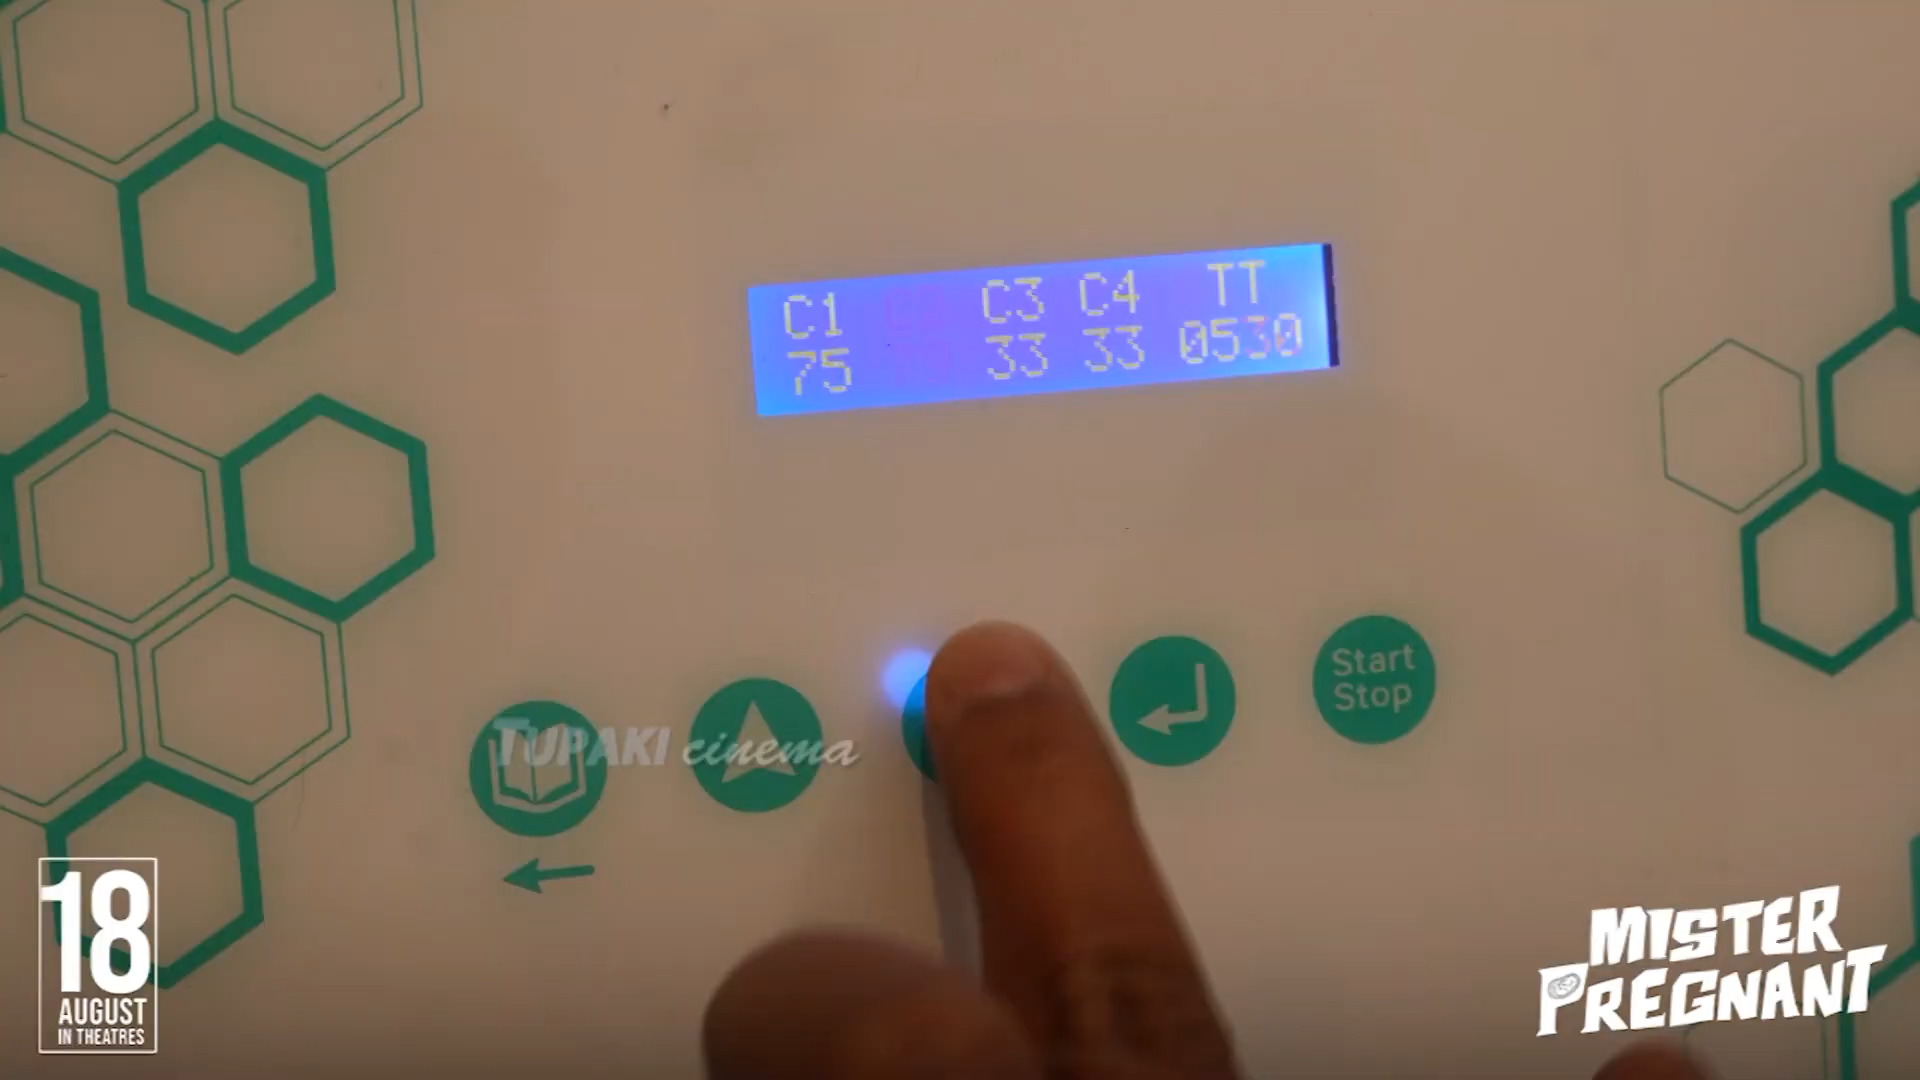 C1 C3 C4 TT
75 33 33 0530
Start
Stop
TUPAKI cinema
18
AUGUST
IN THEATRES
MISTER
PREGNANT